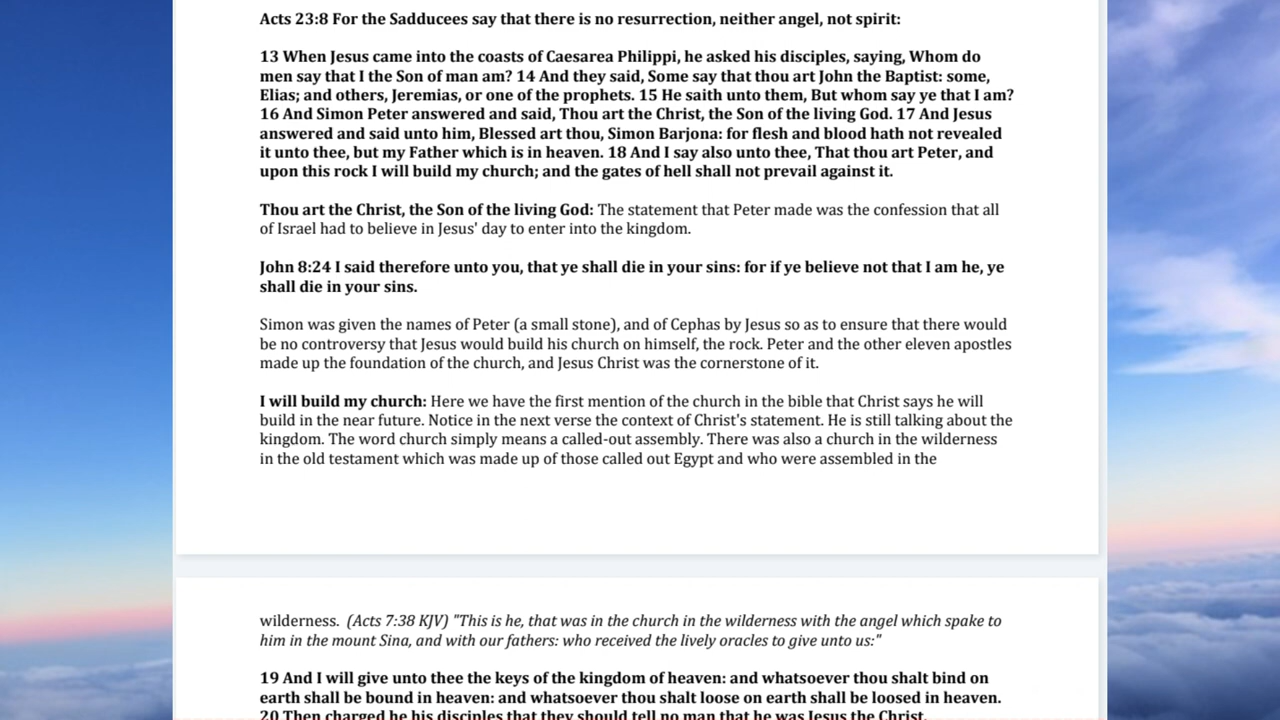 Acts 23:8 For the Sadducees say that there is no resurrection, neither angel, not spirit:
13 When Jesus came into the coasts of Caesarea Philippi, he asked his disciples, saying, Whom do
men say that I the Son of man am? 14 And they said, Some say that thou art John the Baptist: some,
Elias; and others, Jeremias, or one of the prophets. 15 He saith unto them, But whom say ye that I am?
16 And Simon Peter answered and said, Thou art the Christ, the Son of the living God. 17 And Jesus
answered and said unto him, Blessed art thou, Simon Barjona: for flesh and blood hath not revealed
it unto thee, but my Father which is in heaven. 18 And I say also unto thee, That thou art Peter, and
upon this rock I will build my church; and the gates of hell shall not prevail against it.
Thou art the Christ, the Son of the living God: The statement that Peter made was the confession that all
of Israel had to believe in Jesus' day to enter into the kingdom.
John 8:24 I said therefore unto you, that ye shall die in your sins: for if ye believe not that I am he, ye
shall die in your sins.
Simon was given the names of Peter (a small stone), and of Cephas by Jesus so as to ensure that there would
be no controversy that Jesus would build his church on himself, the rock. Peter and the other eleven apostles
made up the foundation of the church, and Jesus Christ was the cornerstone of it.
I will build my church: Here we have the first mention of the church in the bible that Christ says he will
build in the near future. Notice in the next verse the context of Christ's statement. He is still talking about the
kingdom. The word church simply means a called-out assembly. There was also a church in the wilderness
in the old testament which was made up of those called out Egypt and who were assembled in the
wilderness. (Acts 7:38 KJV) "This is he, that was in the church in the wilderness with the angel which spake to
him in the mount Sina, and with our fathers: who received the lively oracles to give unto us:"
19 And I will give unto thee the keys of the kingdom of heaven: and whatsoever thou shalt bind on
earth shall be bound in heaven: and whatsoever thou shalt loose on earth shall be loosed in heaven.
20 Then charged he his disciples that they should tell no man that he was Jesus the Christ.